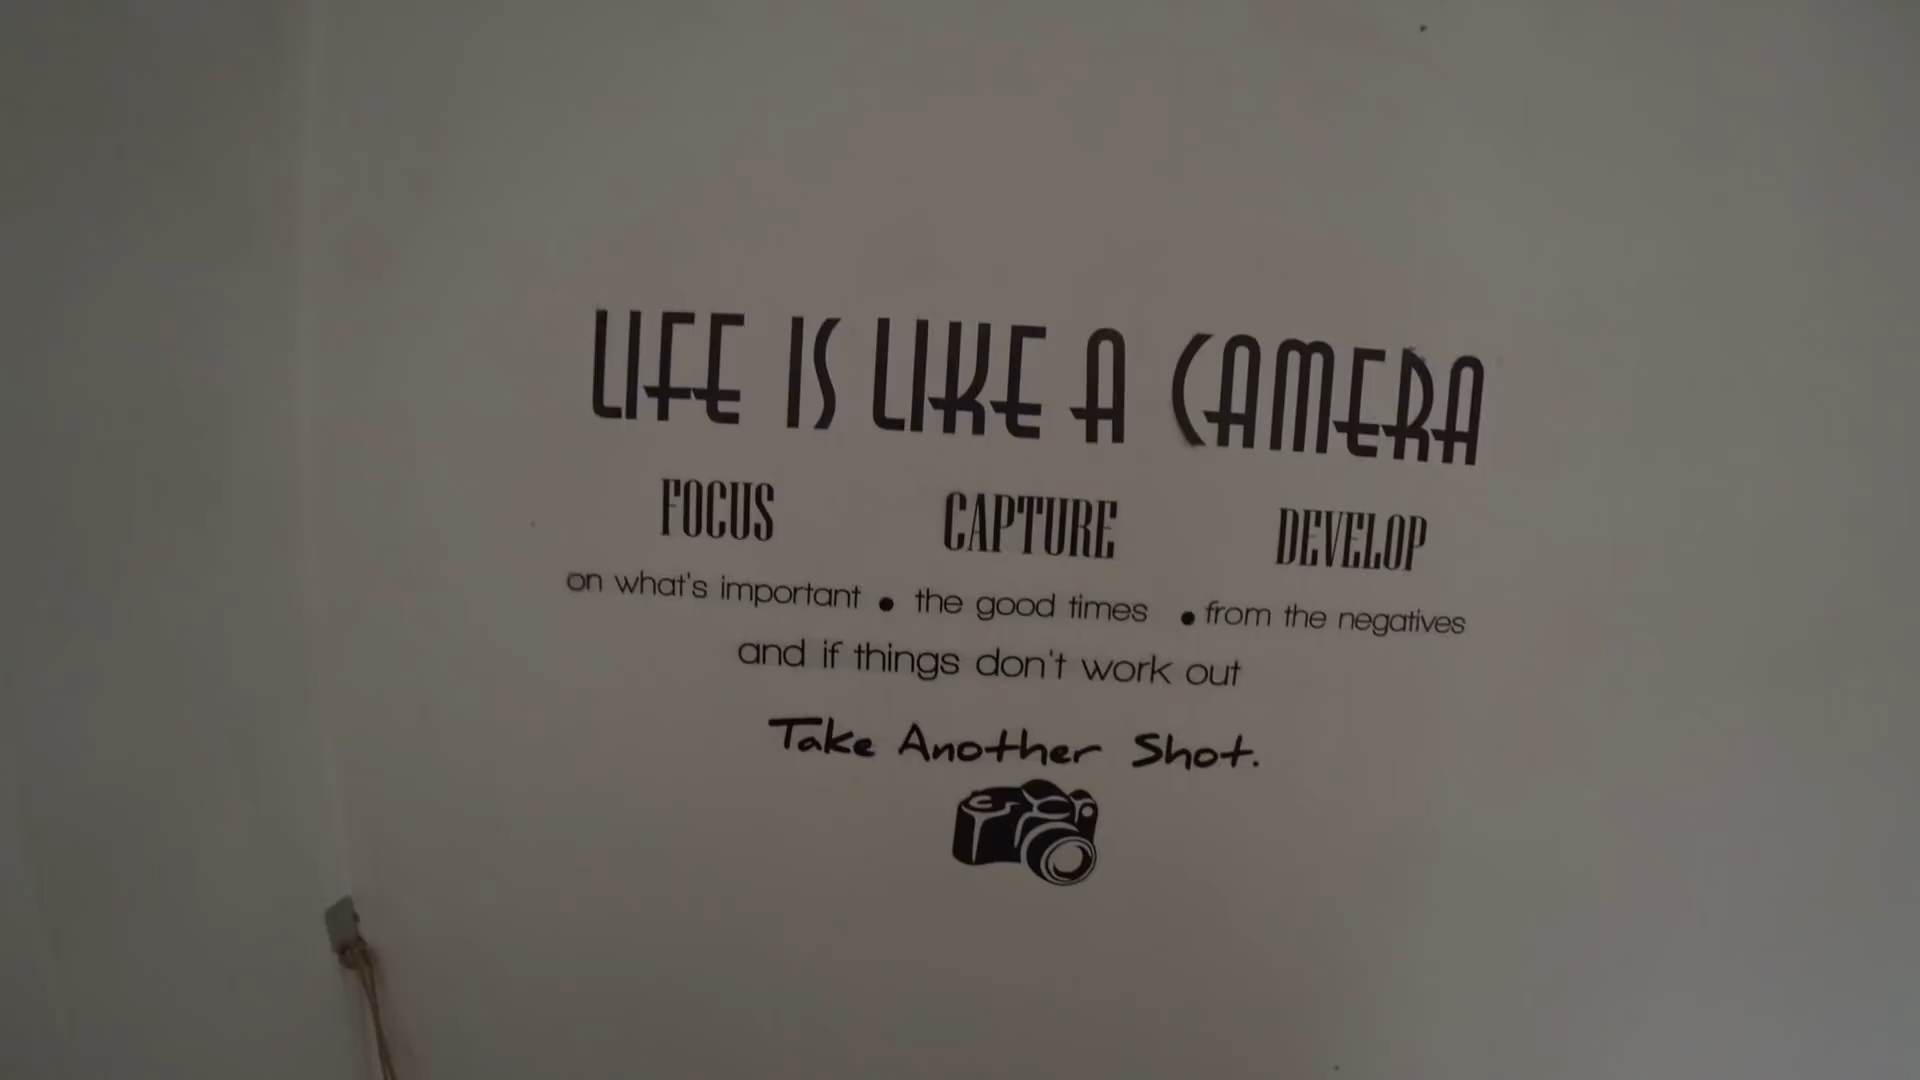 LIFE IS LIKE A CAMERA
FOCUS CAPTURE DEVELOP
on what's important • the good times • from the negatives
and if things don't work out
Take Another Shot.